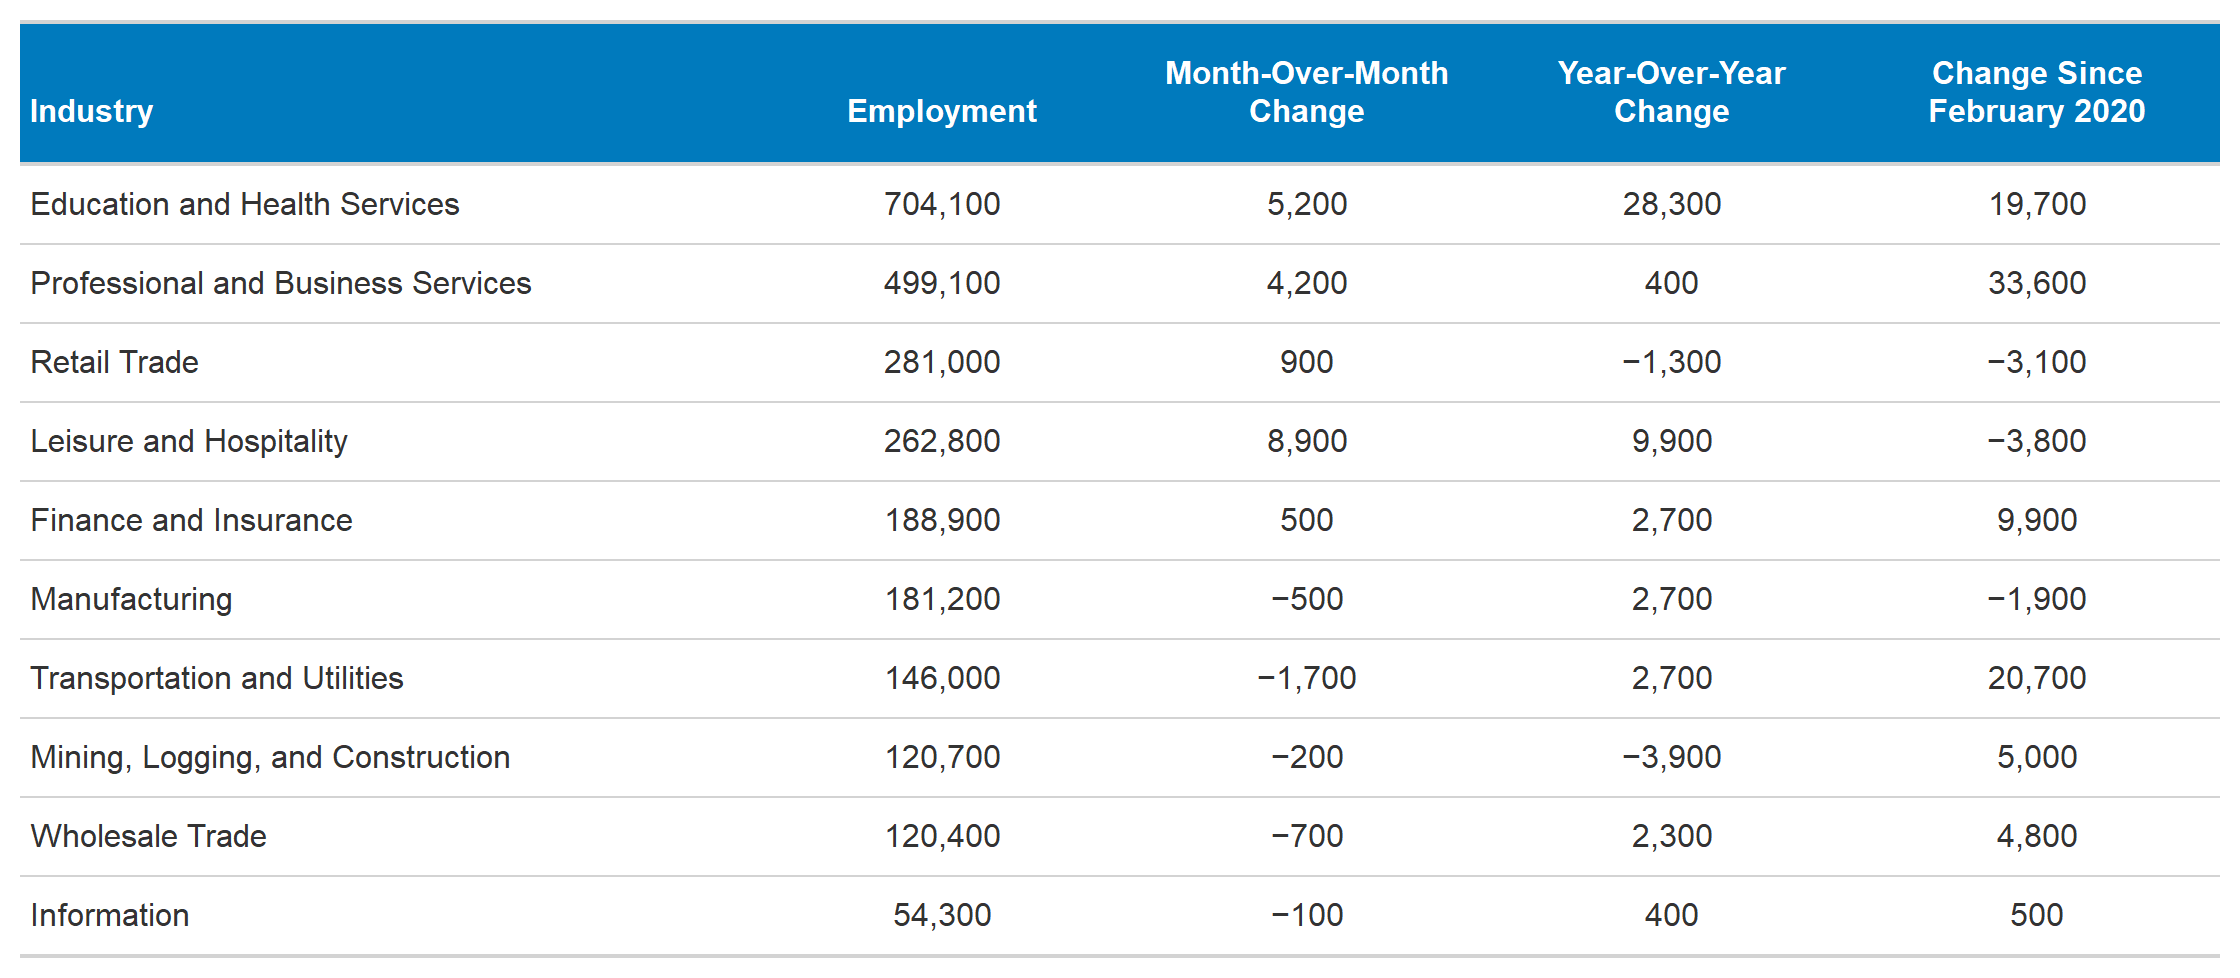 Industry Employment Month-Over-Month Change Year-Over-Year Change Change Since February 2020
Education and Health Services 704,100 5,200 28,300 19,700
Professional and Business Services 499,100 4,200 400 33,600
Retail Trade 281,000 900 −1,300 −3,100
Leisure and Hospitality 262,800 8,900 9,900 −3,800
Finance and Insurance 188,900 500 2,700 9,900
Manufacturing 181,200 −500 2,700 −1,900
Transportation and Utilities 146,000 −1,700 2,700 20,700
Mining, Logging, and Construction 120,700 −200 −3,900 5,000
Wholesale Trade 120,400 −700 2,300 4,800
Information 54,300 −100 400 500